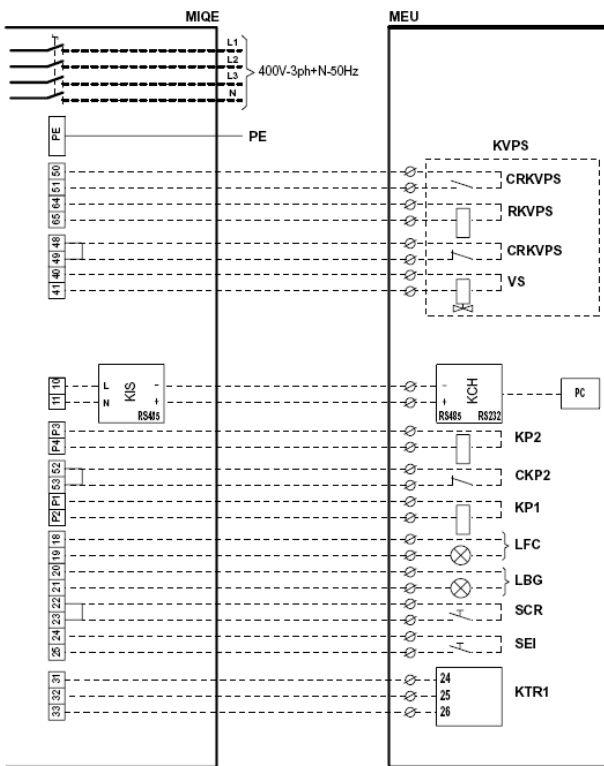 MIQE MEU
L1
L2
L3
N
400V-3ph+N-50Hz
PE PE
KVPS
50
51
CRKVPS
64
65
RKVPS
48
49
CRKVPS
40
41
VS
10 L
11 N
KIS
- +
RS485
- +
KCH
RS485 RS232
PC
P3
P4
KP2
52
53
CKP2
P1
P2
KP1
18
19
LFC
20
21
LBG
22
23
SCR
24
25
SEI
31 24
32 25
33 26
KTR1